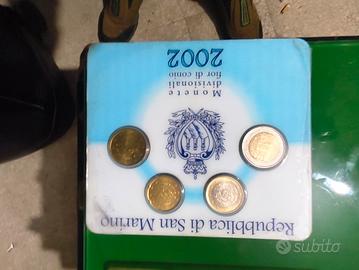 Repubblica di San Marino
Monete
divisionali
fior di conio
2002
subito